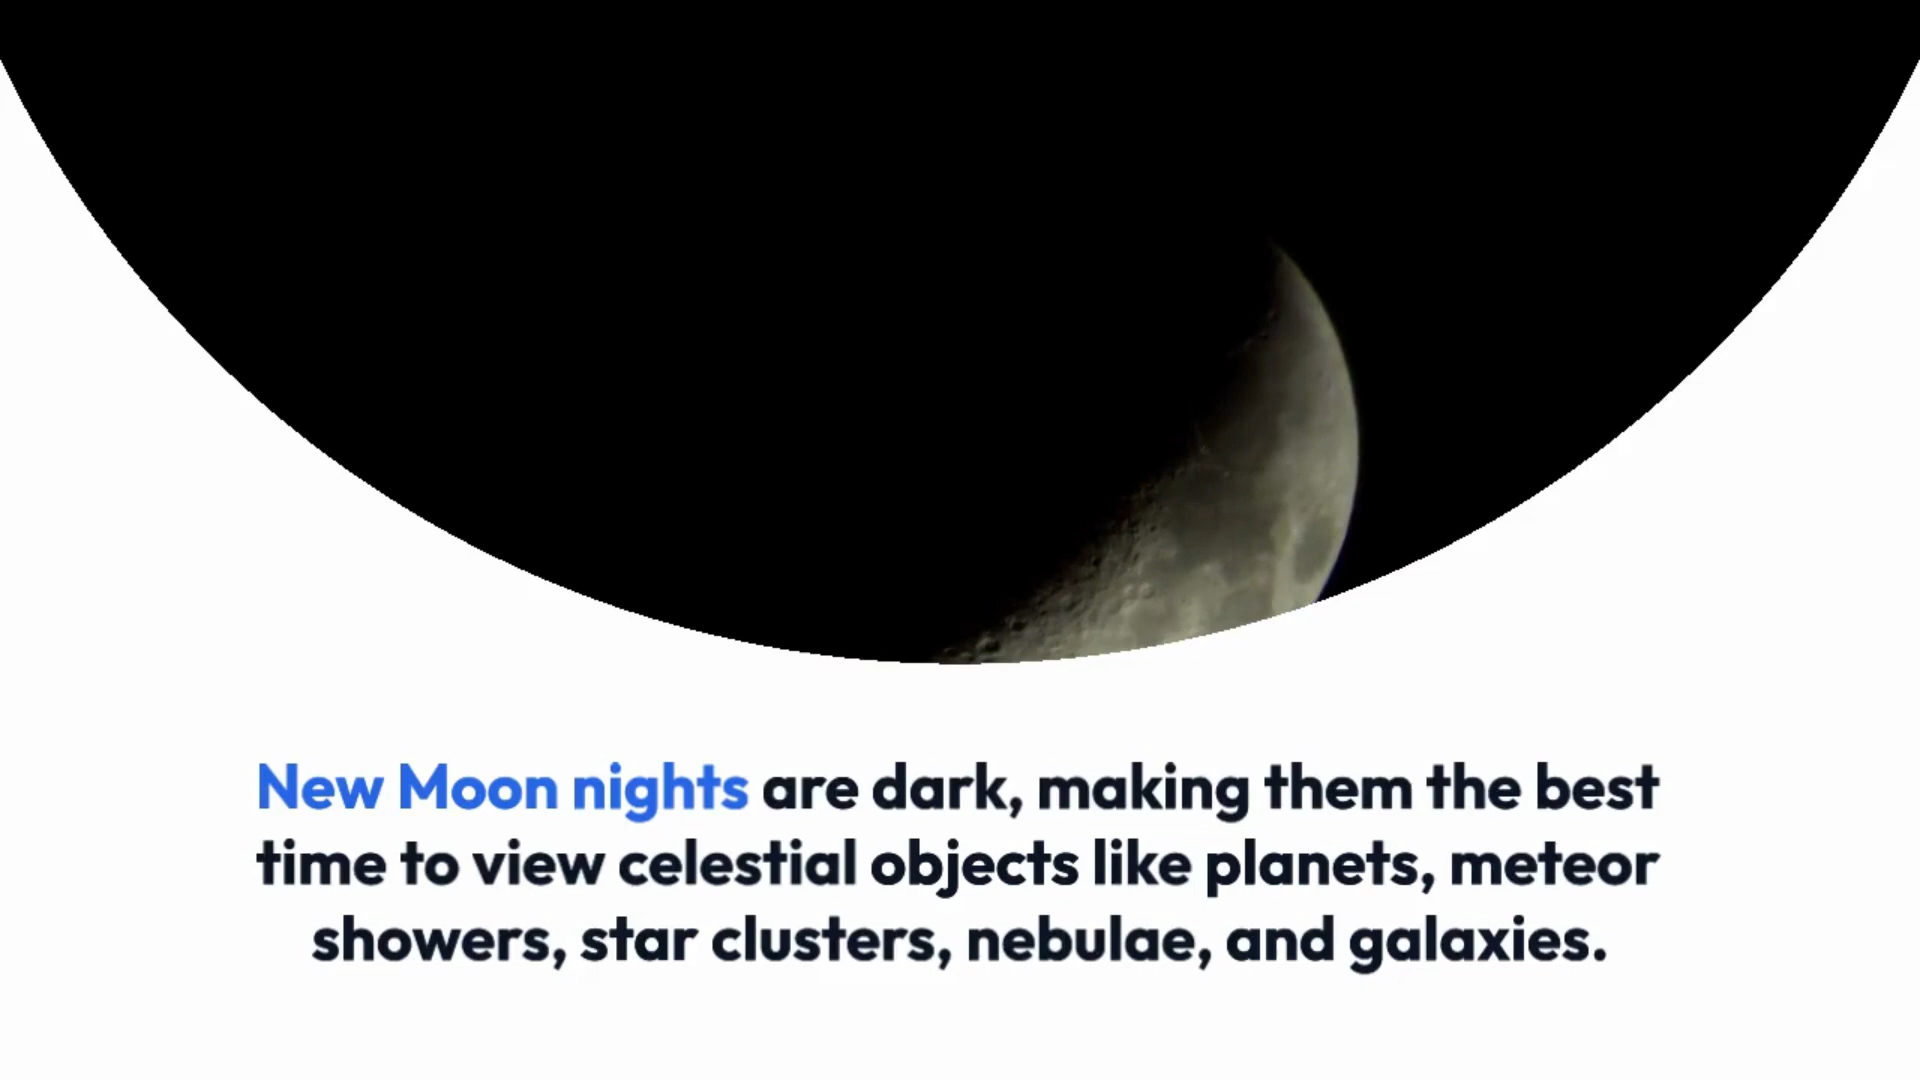 New Moon nights are dark, making them the best
time to view celestial objects like planets, meteor
showers, star clusters, nebulae, and galaxies.